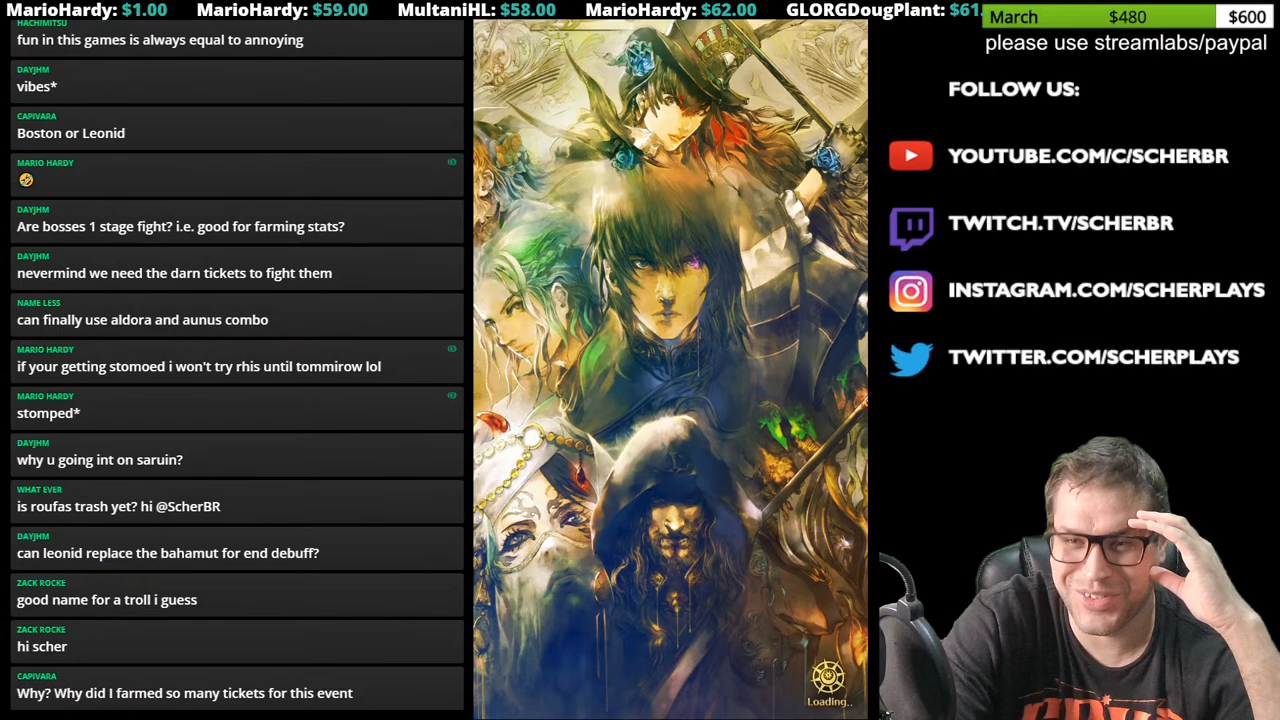 MarioHardy: $1.00 MarioHardy: $59.00 MultaniHL: $58.00 MarioHardy: $62.00 GLORGDougPlant: $61.
March $480 $600
please use streamlabs/paypal
HACHIMITSU
fun in this games is always equal to annoying
DAYJHM
vibes*
CAPIVARA
Boston or Leonid
MARIO HARDY
🤣
DAYJHM
Are bosses 1 stage fight? i.e. good for farming stats?
DAYJHM
nevermind we need the darn tickets to fight them
NAME LESS
can finally use aldora and aunus combo
MARIO HARDY
if your getting stomoed i won't try rhis until tommirow lol
MARIO HARDY
stomped*
DAYJHM
why u going int on saruin?
WHAT EVER
is roufas trash yet? hi @ScherBR
DAYJHM
can leonid replace the bahamut for end debuff?
ZACK ROCKE
good name for a troll i guess
ZACK ROCKE
hi scher
CAPIVARA
Why? Why did I farmed so many tickets for this event
Loading..
FOLLOW US:
YOUTUBE.COM/C/SCHERBR
TWITCH.TV/SCHERBR
INSTAGRAM.COM/SCHERPLAYS
TWITTER.COM/SCHERPLAYS